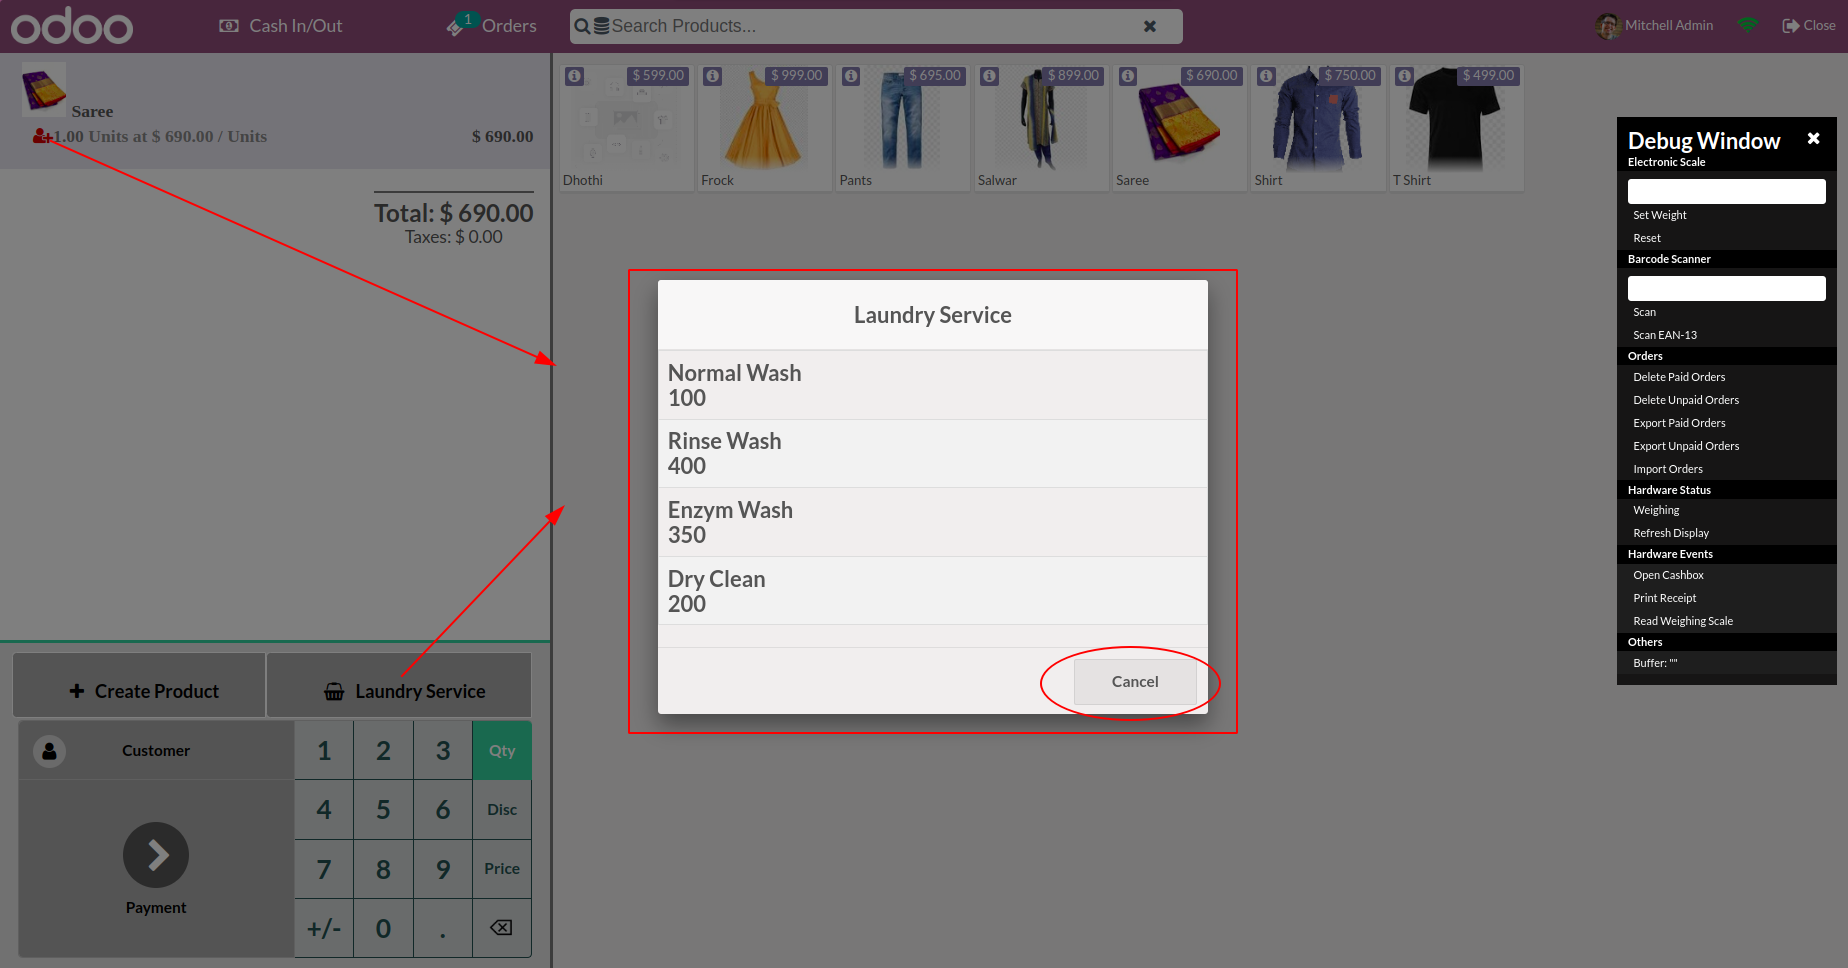 odoo
Cash In/Out
1
Orders
Search Products...
Mitchell Admin
Close
Saree
1.00 Units at $ 690.00 / Units
$ 690.00
Total: $ 690.00
Taxes: $ 0.00
$ 599.00
Dhothi
$ 999.00
Frock
$ 695.00
Pants
$ 899.00
Salwar
$ 690.00
Saree
$ 750.00
Shirt
$ 499.00
T Shirt
Laundry Service
Normal Wash
100
Rinse Wash
400
Enzym Wash
350
Dry Clean
200
Cancel
Create Product
Laundry Service
Customer
Payment
1 2 3 Qty
4 5 6 Disc
7 8 9 Price
+/- 0 .
Debug Window
Electronic Scale
Set Weight
Reset
Barcode Scanner
Scan
Scan EAN-13
Orders
Delete Paid Orders
Delete Unpaid Orders
Export Paid Orders
Export Unpaid Orders
Import Orders
Hardware Status
Weighing
Refresh Display
Hardware Events
Open Cashbox
Print Receipt
Read Weighing Scale
Others
Buffer: ""